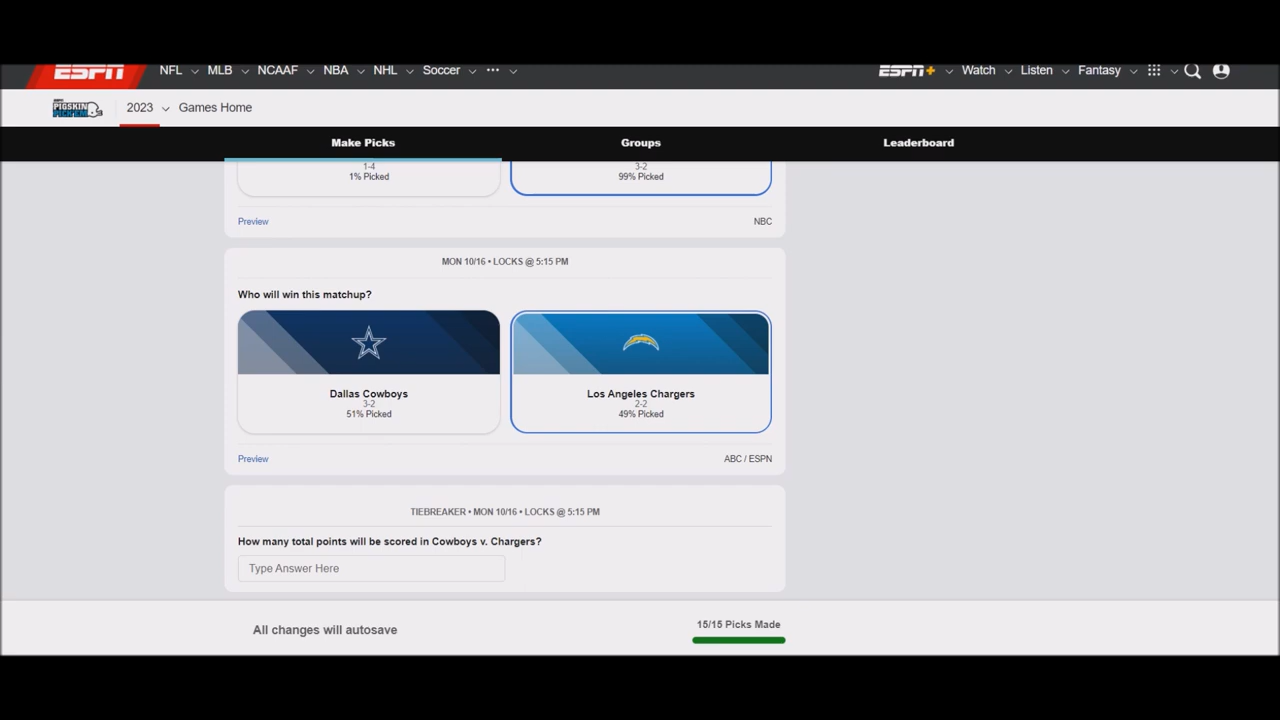 ESPN NFL MLB NCAAF NBA NHL Soccer ... ESPN+ Watch Listen Fantasy
PIGSKIN PICK'EM 2023 Games Home
Make Picks Groups Leaderboard
1-4 3-2
1% Picked 99% Picked
Preview NBC
MON 10/16 • LOCKS @ 5:15 PM
Who will win this matchup?
Dallas Cowboys Los Angeles Chargers
3-2 2-2
51% Picked 49% Picked
Preview ABC / ESPN
TIEBREAKER • MON 10/16 • LOCKS @ 5:15 PM
How many total points will be scored in Cowboys v. Chargers?
Type Answer Here
15/15 Picks Made
All changes will autosave